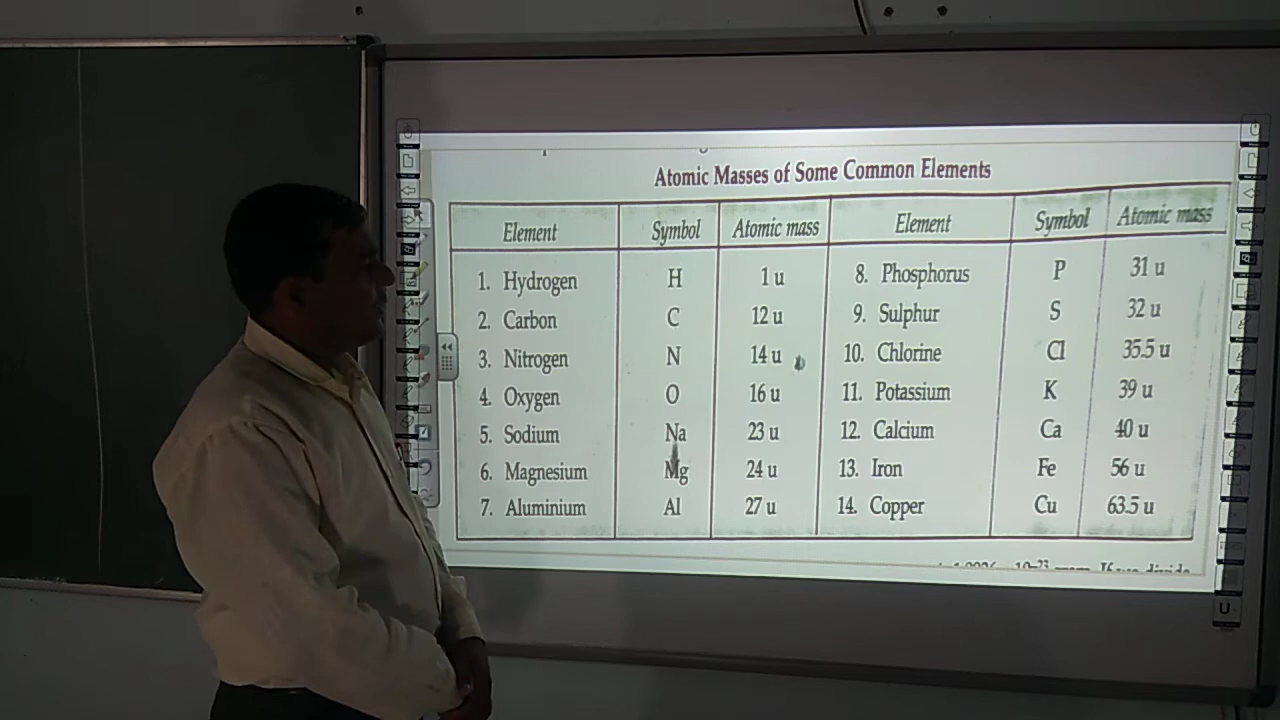 Atomic Masses of Some Common Elements
Element Symbol Atomic mass Element Symbol Atomic mass
1. Hydrogen H 1 u 8. Phosphorus P 31 u
2. Carbon C 12 u 9. Sulphur S 32 u
3. Nitrogen N 14 u 10. Chlorine Cl 35.5 u
4. Oxygen O 16 u 11. Potassium K 39 u
5. Sodium Na 23 u 12. Calcium Ca 40 u
6. Magnesium Mg 24 u 13. Iron Fe 56 u
7. Aluminium Al 27 u 14. Copper Cu 63.5 u
U